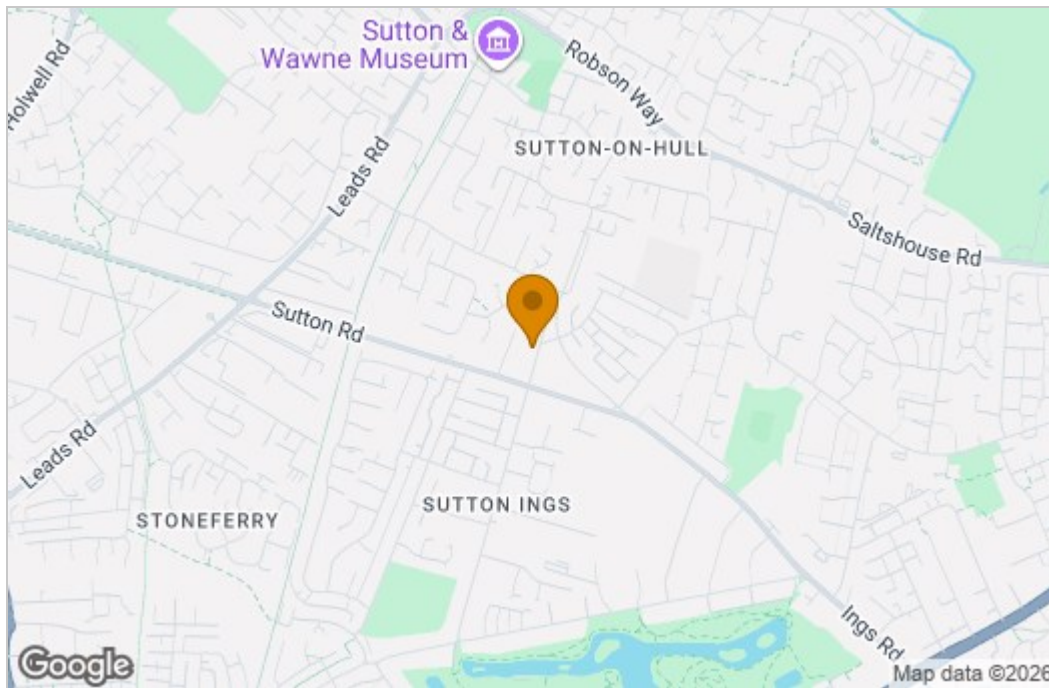 Sutton &
Wawne Museum
Holwell Rd
Robson Way
SUTTON-ON-HULL
Leads Rd
Saltshouse Rd
Sutton Rd
Leads Rd
SUTTON INGS
STONEFERRY
Ings Rd
Google
Map data ©2026